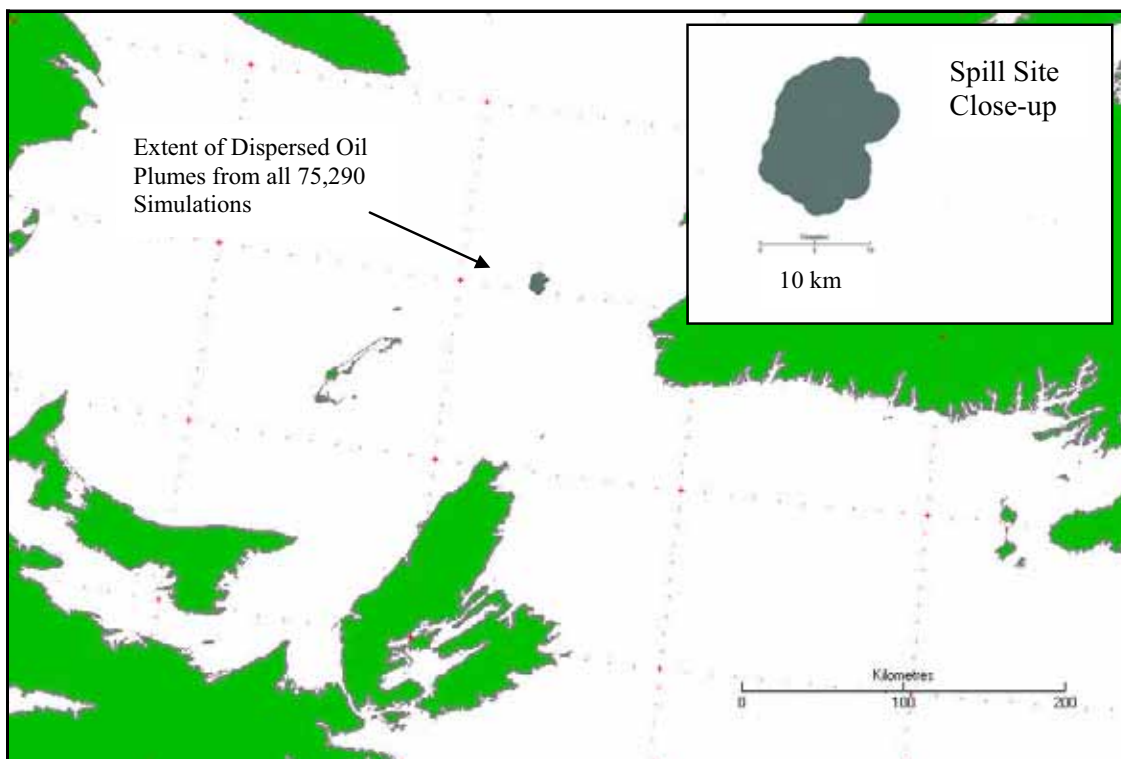 Extent of Dispersed Oil
Plumes from all 75,290
Simulations
Spill Site
Close-up
10 km
Kilometres
0 100 200